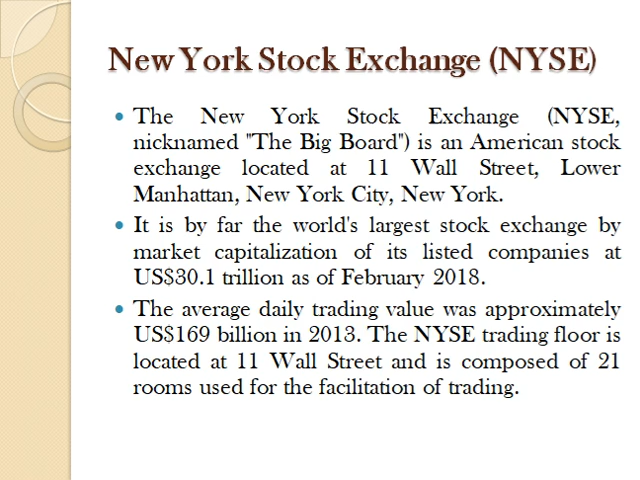 New York Stock Exchange (NYSE)
• The New York Stock Exchange (NYSE,
nicknamed "The Big Board") is an American stock
exchange located at 11 Wall Street, Lower
Manhattan, New York City, New York.
• It is by far the world's largest stock exchange by
market capitalization of its listed companies at
US$30.1 trillion as of February 2018.
• The average daily trading value was approximately
US$169 billion in 2013. The NYSE trading floor is
located at 11 Wall Street and is composed of 21
rooms used for the facilitation of trading.